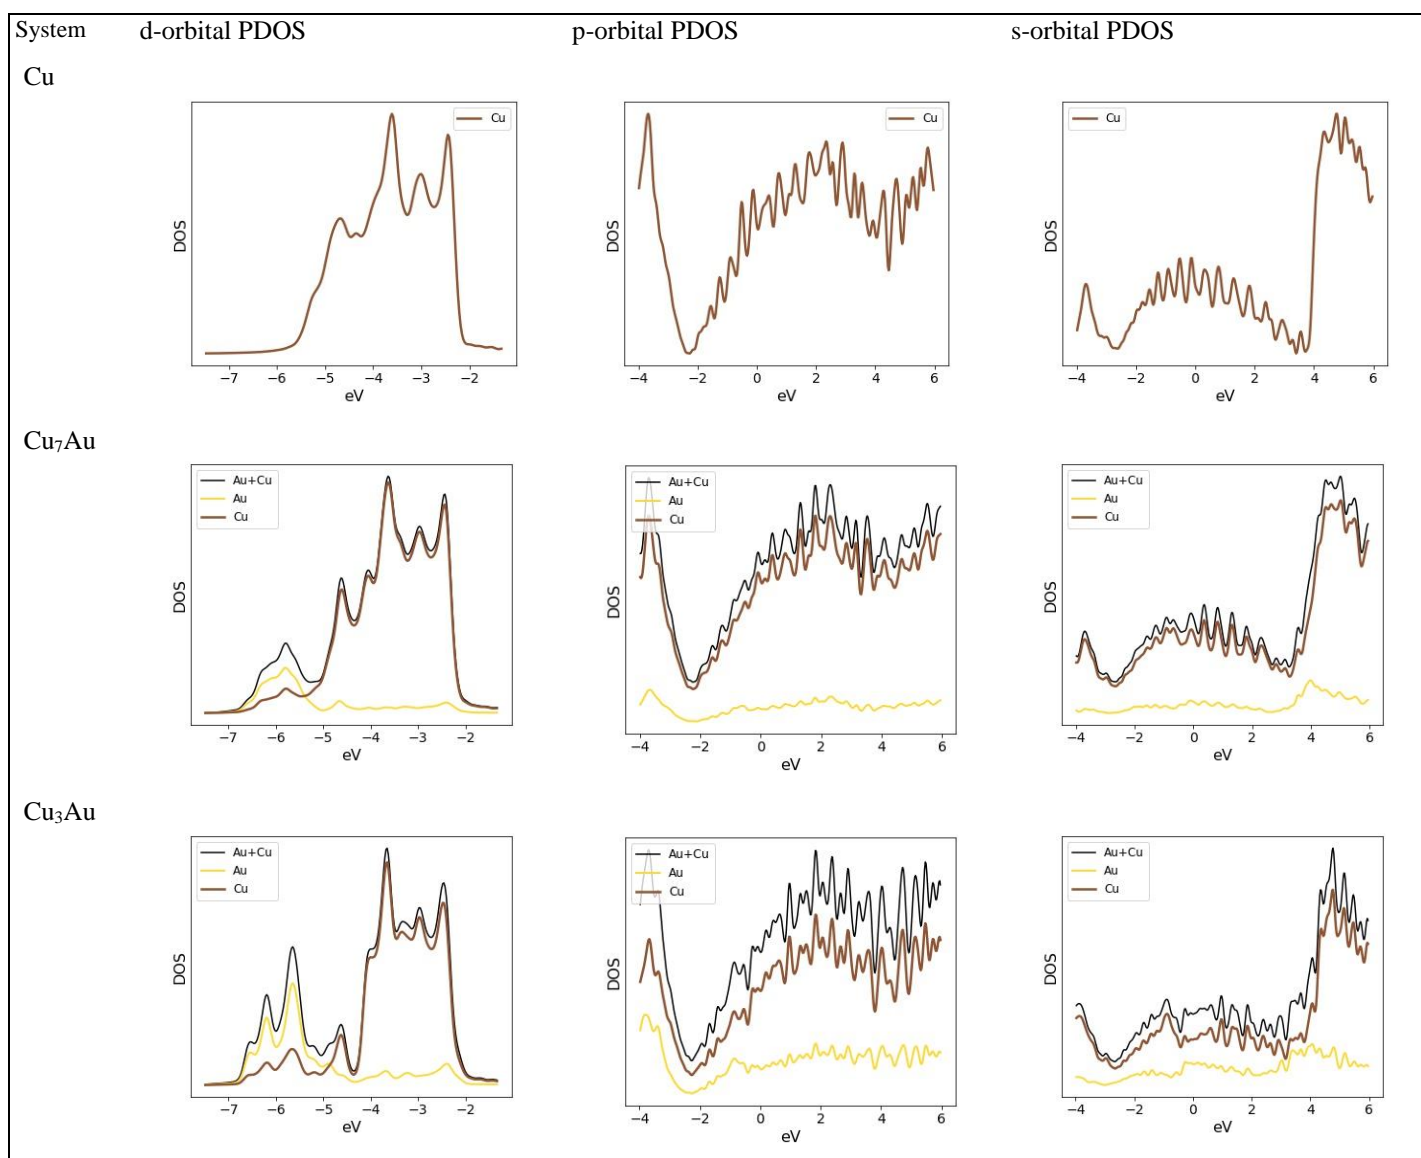 System d-orbital PDOS p-orbital PDOS s-orbital PDOS
Cu
Cu
DOS
−7 −6 −5 −4 −3 −2
eV
Cu
DOS
−4 −2 0 2 4 6
eV
Cu
DOS
−4 −2 0 2 4 6
eV
Cu₇Au
Au+Cu
Au
Cu
DOS
−7 −6 −5 −4 −3 −2
eV
Au+Cu
Au
Cu
DOS
−4 −2 0 2 4 6
eV
Au+Cu
Au
Cu
DOS
−4 −2 0 2 4 6
eV
Cu₃Au
Au+Cu
Au
Cu
DOS
−7 −6 −5 −4 −3 −2
eV
Au+Cu
Au
Cu
DOS
−4 −2 0 2 4 6
eV
Au+Cu
Au
Cu
DOS
−4 −2 0 2 4 6
eV